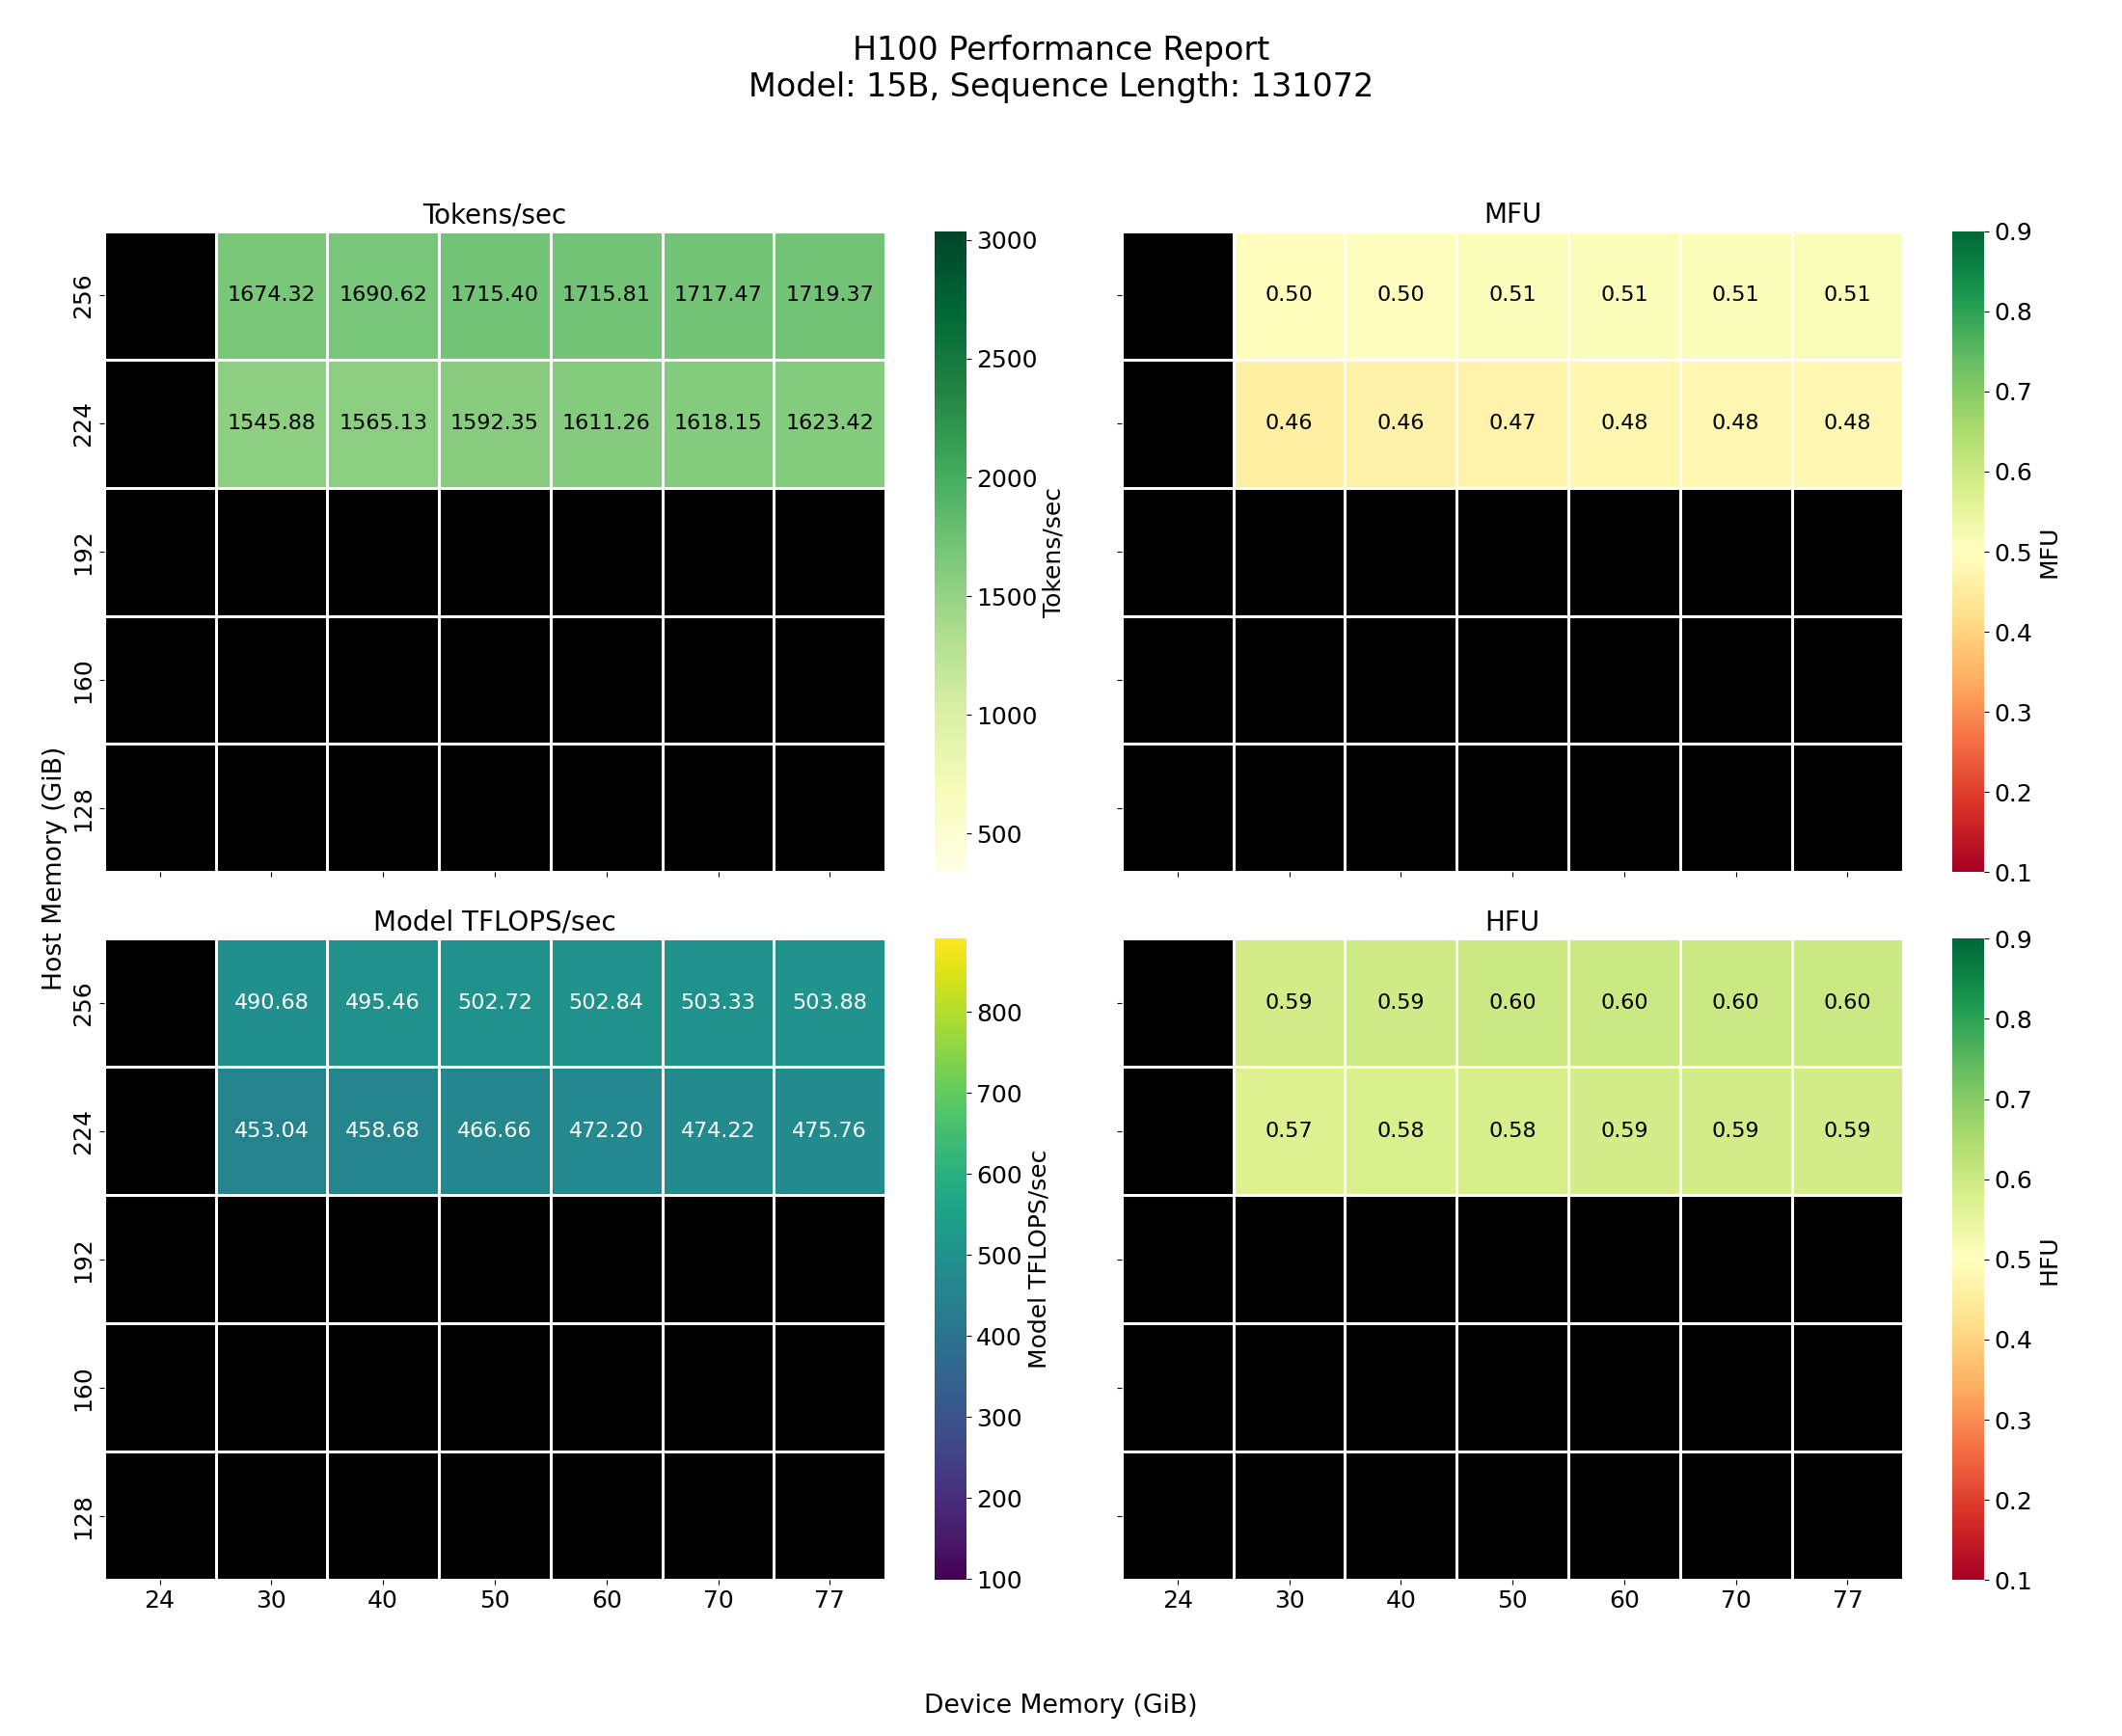 H100 Performance Report
Model: 15B, Sequence Length: 131072
Tokens/sec
256
1674.32 1690.62 1715.40 1715.81 1717.47 1719.37
224
1545.88 1565.13 1592.35 1611.26 1618.15 1623.42
192
160
128
3000
2500
2000
1500
1000
500
Tokens/sec
MFU
0.50 0.50 0.51 0.51 0.51 0.51
0.46 0.46 0.47 0.48 0.48 0.48
0.9
0.8
0.7
0.6
0.5
0.4
0.3
0.2
0.1
MFU
Host Memory (GiB)
Model TFLOPS/sec
256
490.68 495.46 502.72 502.84 503.33 503.88
224
453.04 458.68 466.66 472.20 474.22 475.76
192
160
128
24 30 40 50 60 70 77
800
700
600
500
400
300
200
100
Model TFLOPS/sec
HFU
0.59 0.59 0.60 0.60 0.60 0.60
0.57 0.58 0.58 0.59 0.59 0.59
24 30 40 50 60 70 77
0.9
0.8
0.7
0.6
0.5
0.4
0.3
0.2
0.1
HFU
Device Memory (GiB)